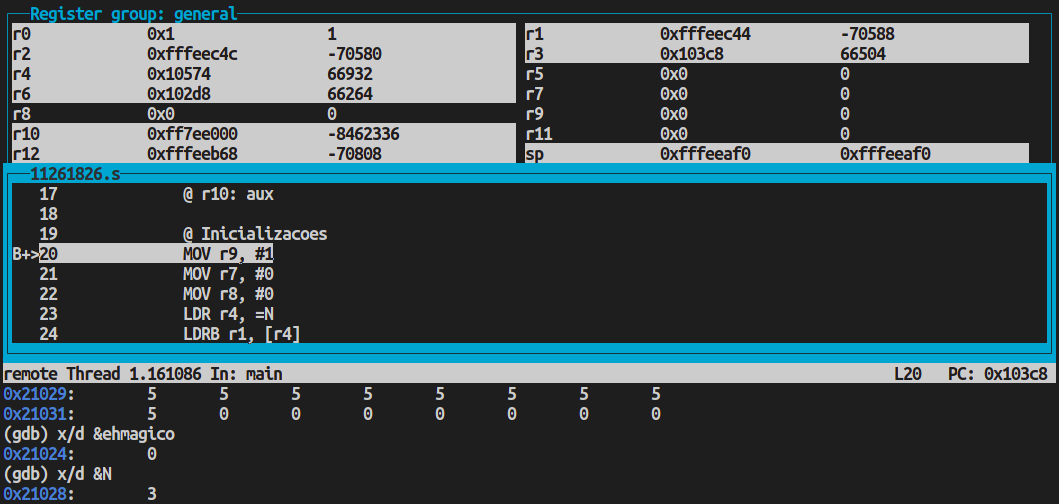 Register group: general
r0 0x1 1 r1 0xfffeec44 -70588
r2 0xfffeec4c -70580 r3 0x103c8 66504
r4 0x10574 66932 r5 0x0 0
r6 0x102d8 66264 r7 0x0 0
r8 0x0 0 r9 0x0 0
r10 0xff7ee000 -8462336 r11 0x0 0
r12 0xfffeeb68 -70808 sp 0xfffeeaf0 0xfffeeaf0
11261826.s
17 @ r10: aux
18
19 @ Inicializacoes
B+>20 MOV r9, #1
21 MOV r7, #0
22 MOV r8, #0
23 LDR r4, =N
24 LDRB r1, [r4]
remote Thread 1.161086 In: main L20 PC: 0x103c8
0x21029: 5 5 5 5 5 5 5 5
0x21031: 5 0 0 0 0 0 0 0
(gdb) x/d &ehmagico
0x21024: 0
(gdb) x/d &N
0x21028: 3